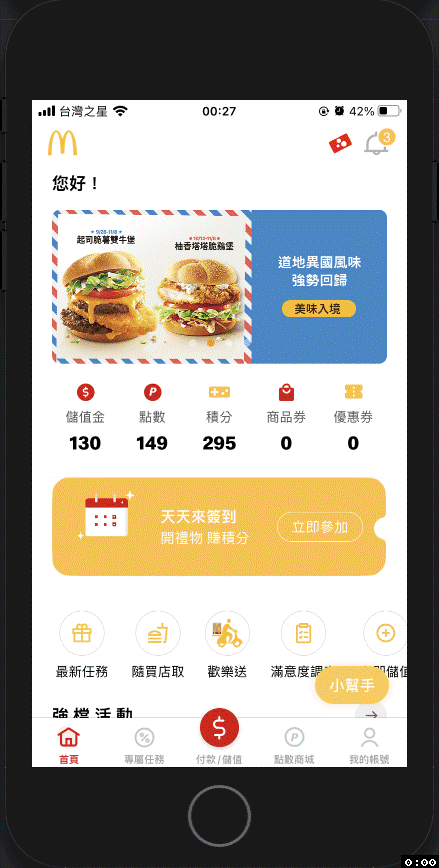 台灣之星
00:27
42%
3
您好！
9/28-11/8
起司脆薯雙牛堡
10/12-11/8
柚香塔塔脆鷄堡
道地異國風味
強勢回歸
美味入境
儲值金
點數
積分
商品券
優惠券
130
149
295
0
0
天天來簽到
開禮物 賺積分
立即參加
最新任務
隨買店取
歡樂送
滿意度調
即儲值
小幫手
強檔活動
首頁
專屬任務
付款/儲值
點數商城
我的帳號
0:00